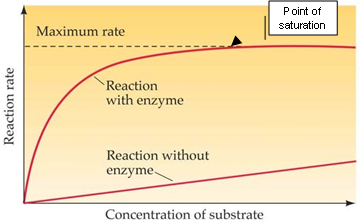 Maximum rate
Point of
saturation
Reaction
with enzyme
Reaction without
enzyme
Reaction rate
Concentration of substrate